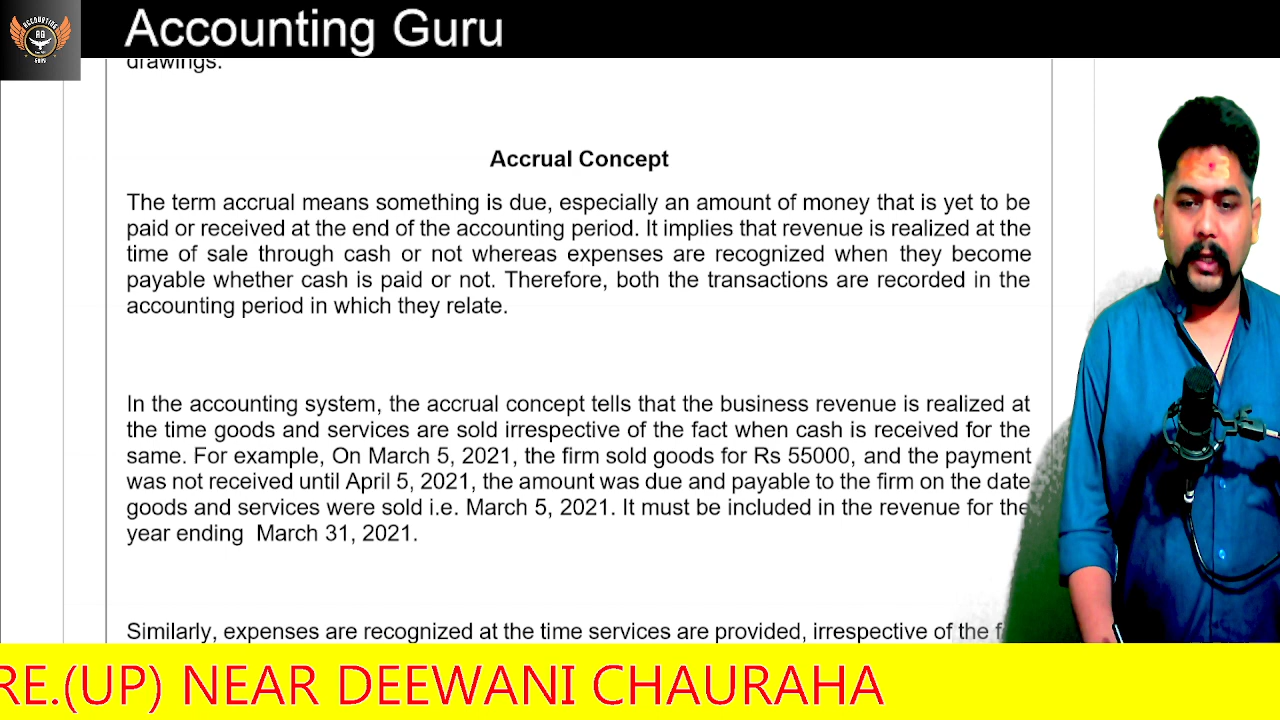 Accounting Guru
drawings.
Accrual Concept
The term accrual means something is due, especially an amount of money that is yet to be
paid or received at the end of the accounting period. It implies that revenue is realized at the
time of sale through cash or not whereas expenses are recognized when they become
payable whether cash is paid or not. Therefore, both the transactions are recorded in the
accounting period in which they relate.
In the accounting system, the accrual concept tells that the business revenue is realized at
the time goods and services are sold irrespective of the fact when cash is received for the
same. For example, On March 5, 2021, the firm sold goods for Rs 55000, and the payment
was not received until April 5, 2021, the amount was due and payable to the firm on the date
goods and services were sold i.e. March 5, 2021. It must be included in the revenue for the
year ending March 31, 2021.
Similarly, expenses are recognized at the time services are provided, irrespective of the f
RE.(UP) NEAR DEEWANI CHAURAHA